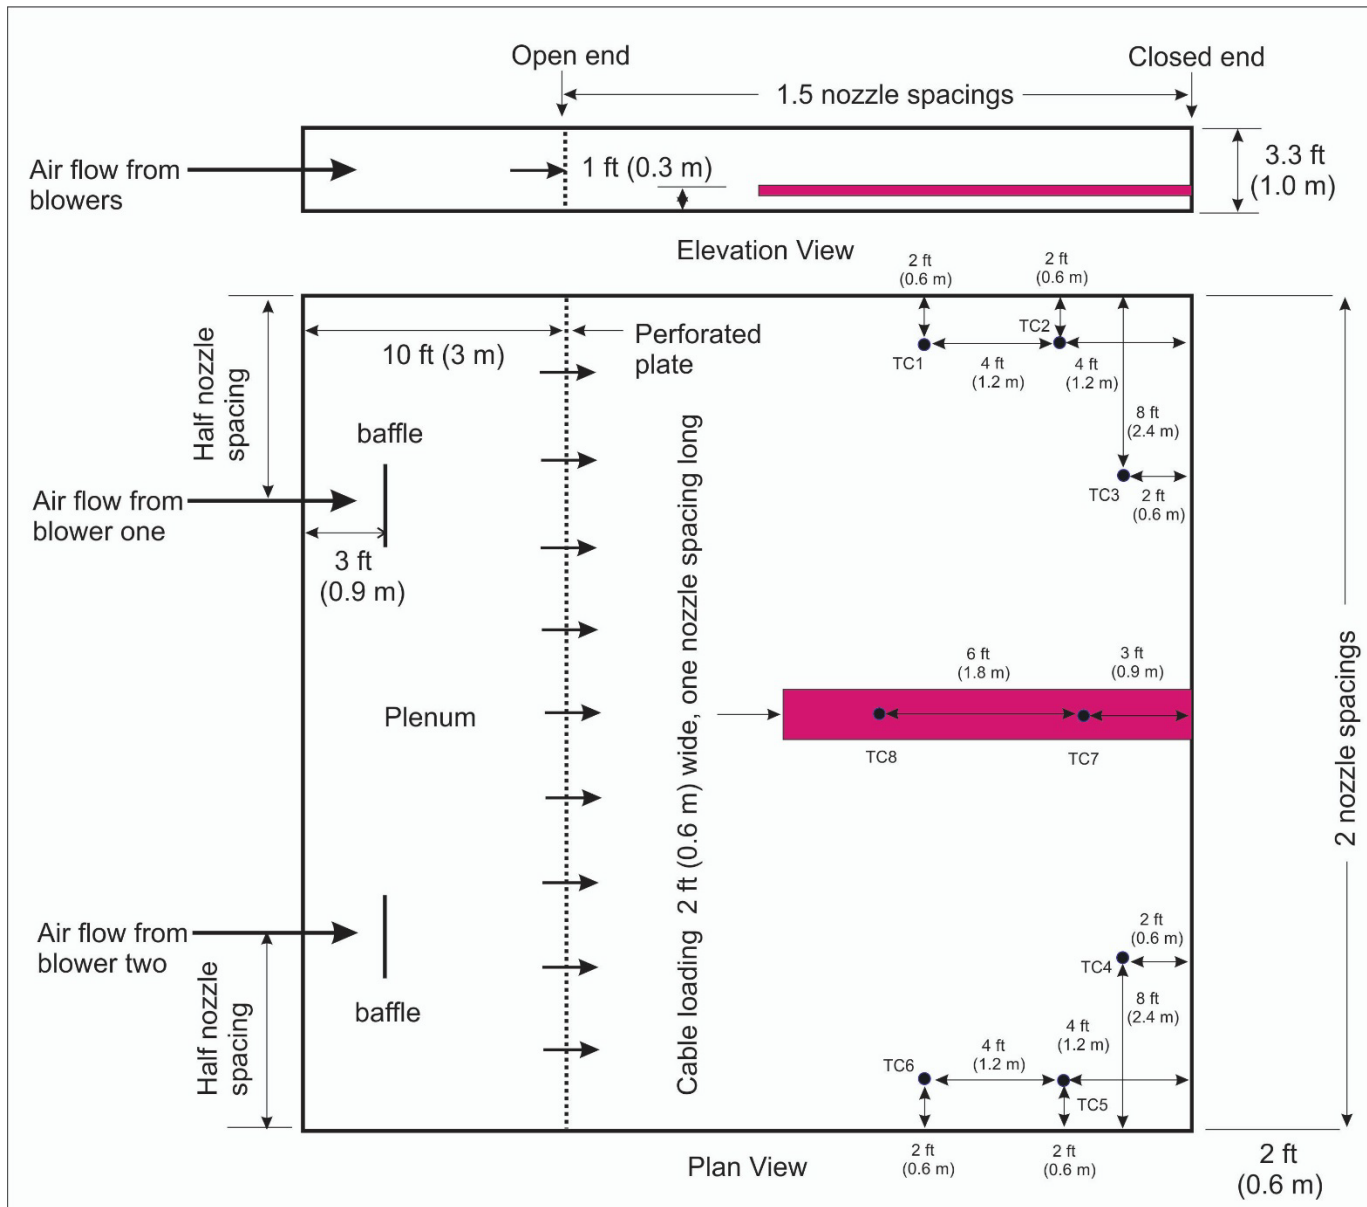 Open end
Closed end
1.5 nozzle spacings
Air flow from
blowers
1 ft (0.3 m)
3.3 ft
(1.0 m)
Elevation View
2 ft
(0.6 m)
2 ft
(0.6 m)
Half nozzle
spacing
10 ft (3 m)
Perforated
plate
TC1
TC2
4 ft
(1.2 m)
4 ft
(1.2 m)
8 ft
(2.4 m)
baffle
TC3
2 ft
(0.6 m)
Air flow from
blower one
3 ft
(0.9 m)
Cable loading 2 ft (0.6 m) wide, one nozzle spacing long
6 ft
(1.8 m)
3 ft
(0.9 m)
Plenum
TC8
TC7
2 nozzle spacings
Air flow from
blower two
baffle
Half nozzle
spacing
2 ft
(0.6 m)
TC4
8 ft
(2.4 m)
4 ft
(1.2 m)
4 ft
(1.2 m)
TC6
TC5
2 ft
(0.6 m)
2 ft
(0.6 m)
Plan View
2 ft
(0.6 m)